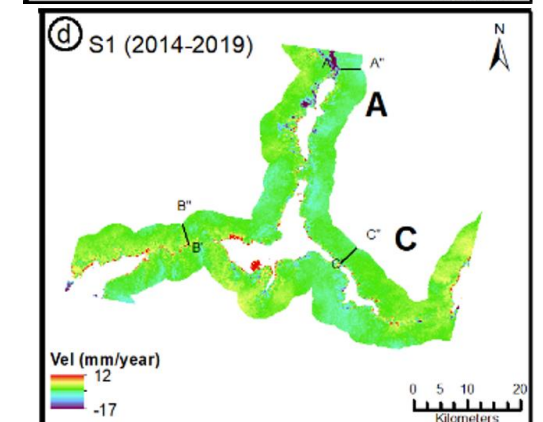 d S1 (2014-2019)
N
A A"
A
B"
B'
C"
C
C
Vel (mm/year)
12
-17
0 5 10 20
Kilometers